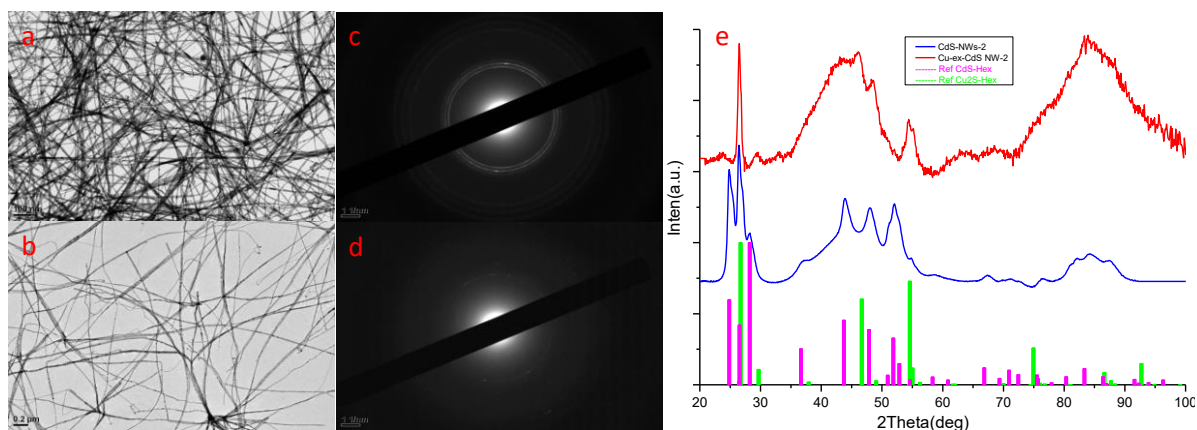 a
b
0.2 µm
c
d
e
CdS-NWs-2
Cu-ex-CdS NW-2
Ref CdS-Hex
Ref Cu2S-Hex
Inten(a.u.)
20 30 40 50 60 70 80 90 100
2Theta(deg)